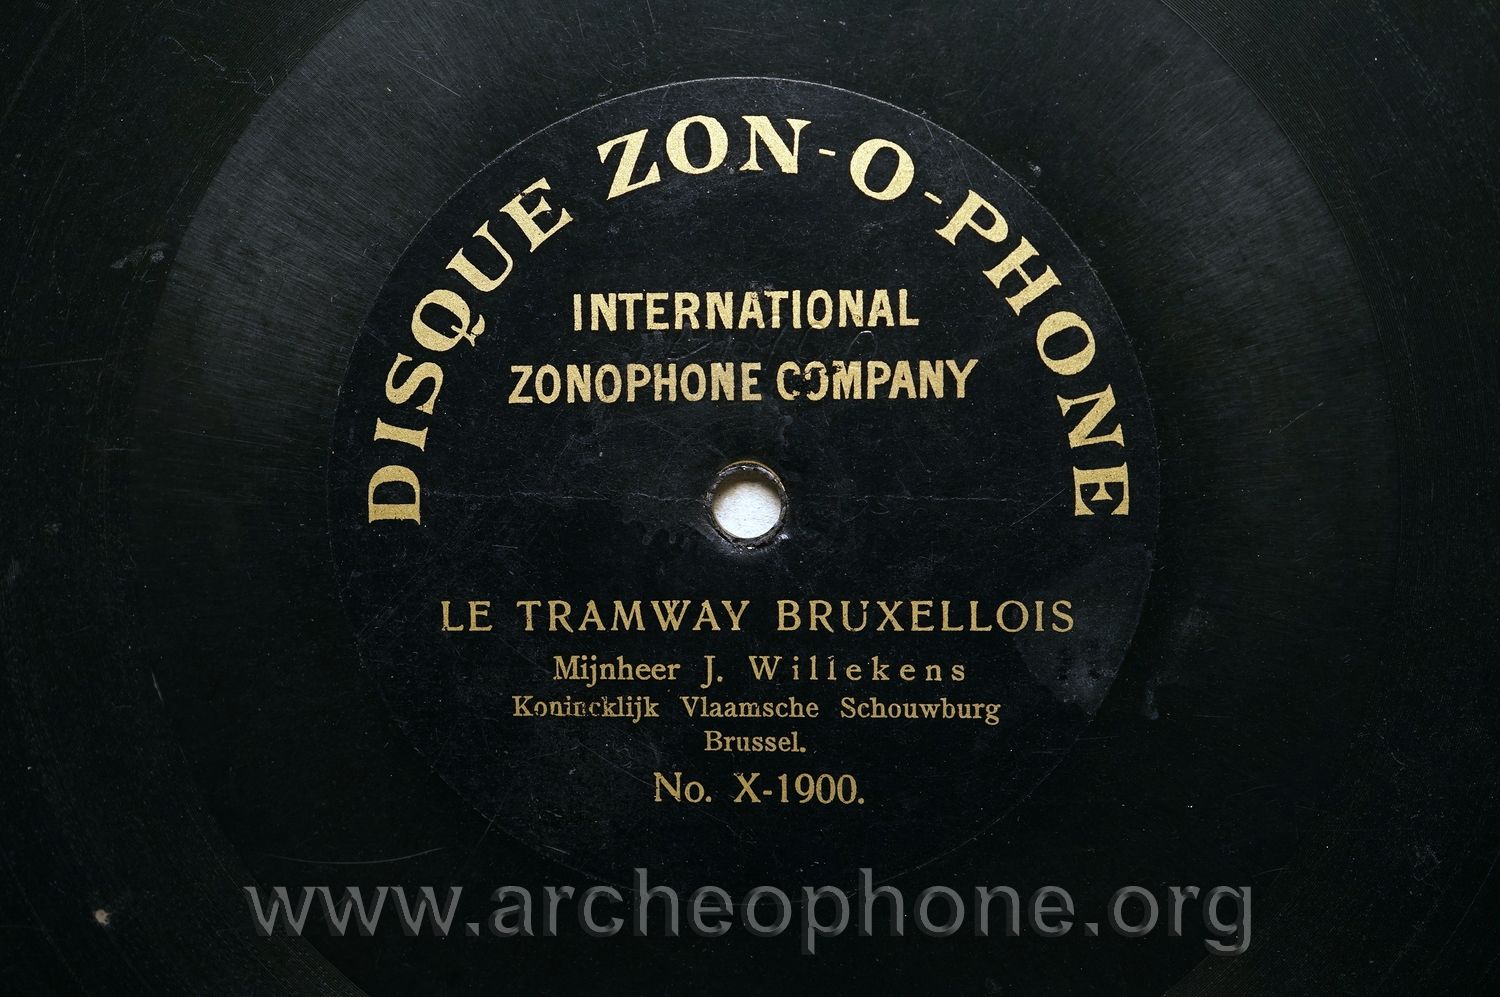 DISQUE ZON-O-PHONE
INTERNATIONAL
ZONOPHONE COMPANY
LE TRAMWAY BRUXELLOIS
Mijnheer J. Willekens
Konincklijk Vlaamsche Schouwburg
Brussel.
No. X-1900.
www.archeophone.org